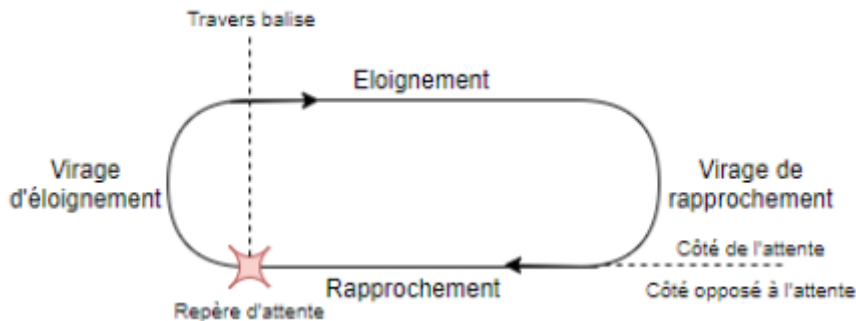 Travers balise
Eloignement
Virage
d'éloignement
Virage de
rapprochement
Côté de l'attente
Rapprochement
Côté opposé à l'attente
Repère d'attente